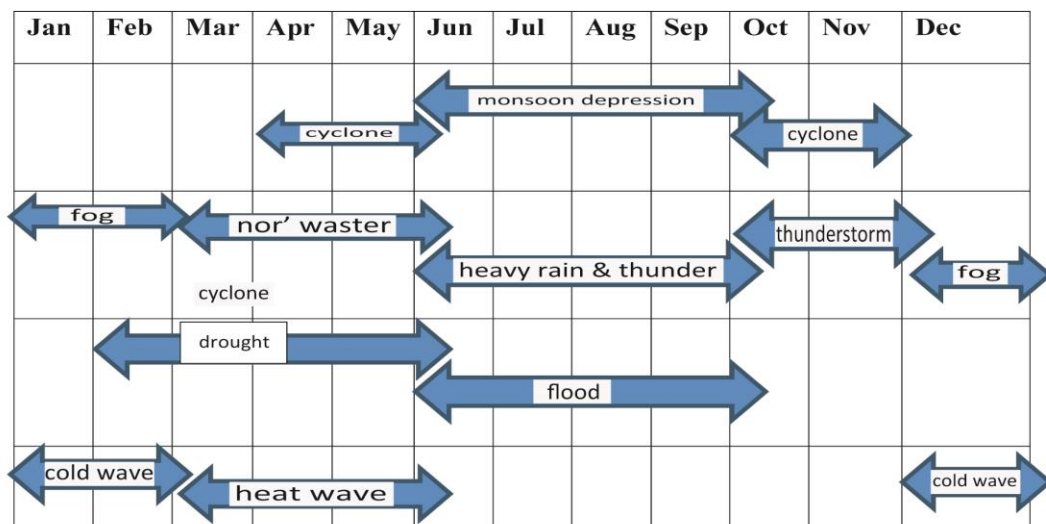 Jan Feb Mar Apr May Jun Jul Aug Sep Oct Nov Dec
monsoon depression
cyclone cyclone
fog nor' waster thunderstorm
heavy rain & thunder fog
cyclone
drought
flood
cold wave heat wave cold wave